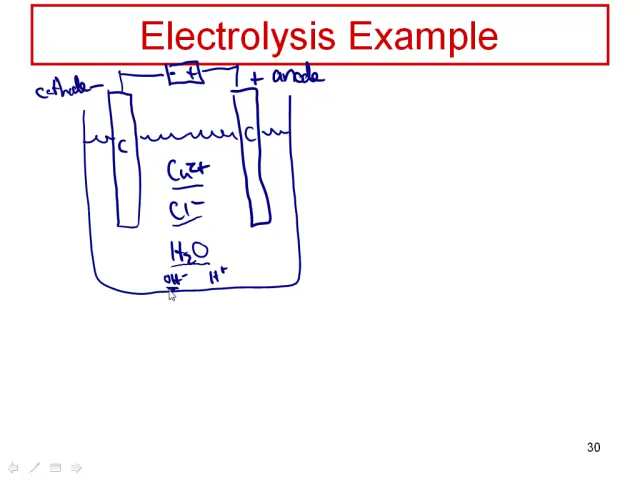 Electrolysis Example
cathode - - + + anode
C C
Cu2+
Cl-
H2O
OH- H+
30